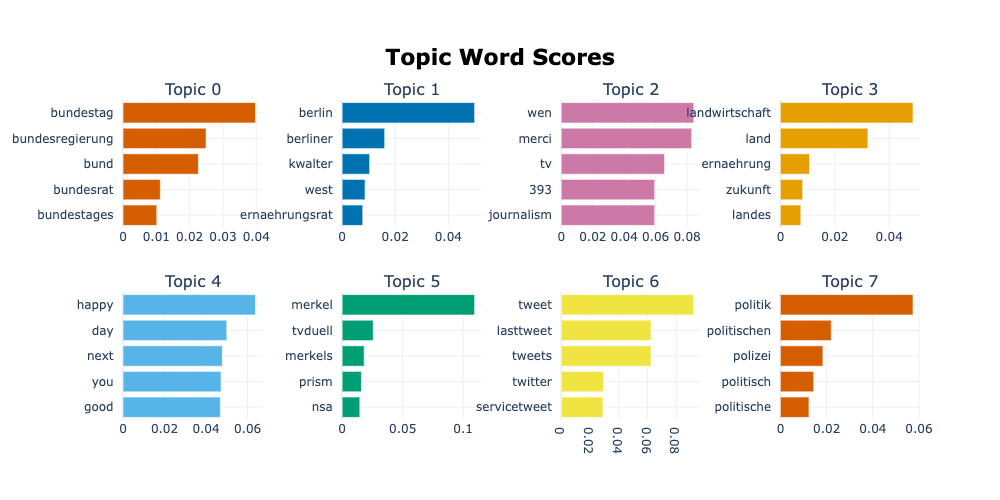 Topic Word Scores
Topic 0
bundestag
bundesregierung
bund
bundesrat
bundestages
0 0.01 0.02 0.03 0.04
Topic 1
berlin
berliner
kwalter
west
ernaehrungsrat
0 0.02 0.04
Topic 2
wen
merci
tv
393
journalism
0 0.02 0.04 0.06 0.08
Topic 3
landwirtschaft
land
ernaehrung
zukunft
landes
0 0.02 0.04
Topic 4
happy
day
next
you
good
0 0.02 0.04 0.06
Topic 5
merkel
tvduell
merkels
prism
nsa
0 0.05 0.1
Topic 6
tweet
lasttweet
tweets
twitter
servicetweet
0 0.02 0.04 0.06 0.08
Topic 7
politik
politischen
polizei
politisch
politische
0 0.02 0.04 0.06